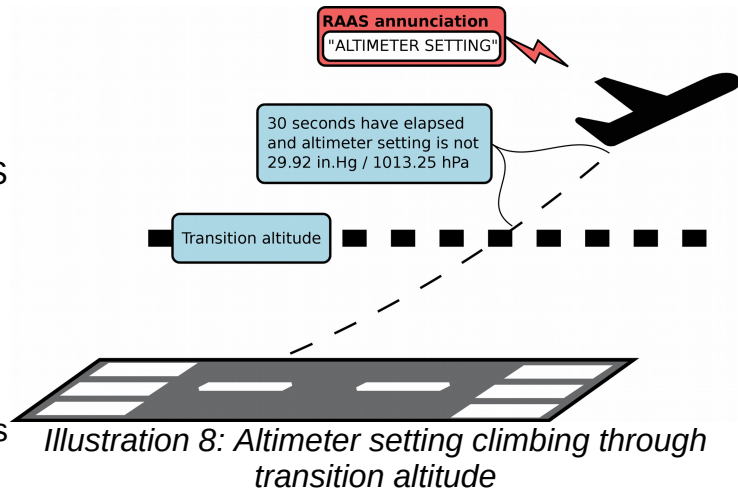 RAAS annunciation
"ALTIMETER SETTING"
30 seconds have elapsed
and altimeter setting is not
29.92 in.Hg / 1013.25 hPa
s
Transition altitude
s
Illustration 8: Altimeter setting climbing through
transition altitude